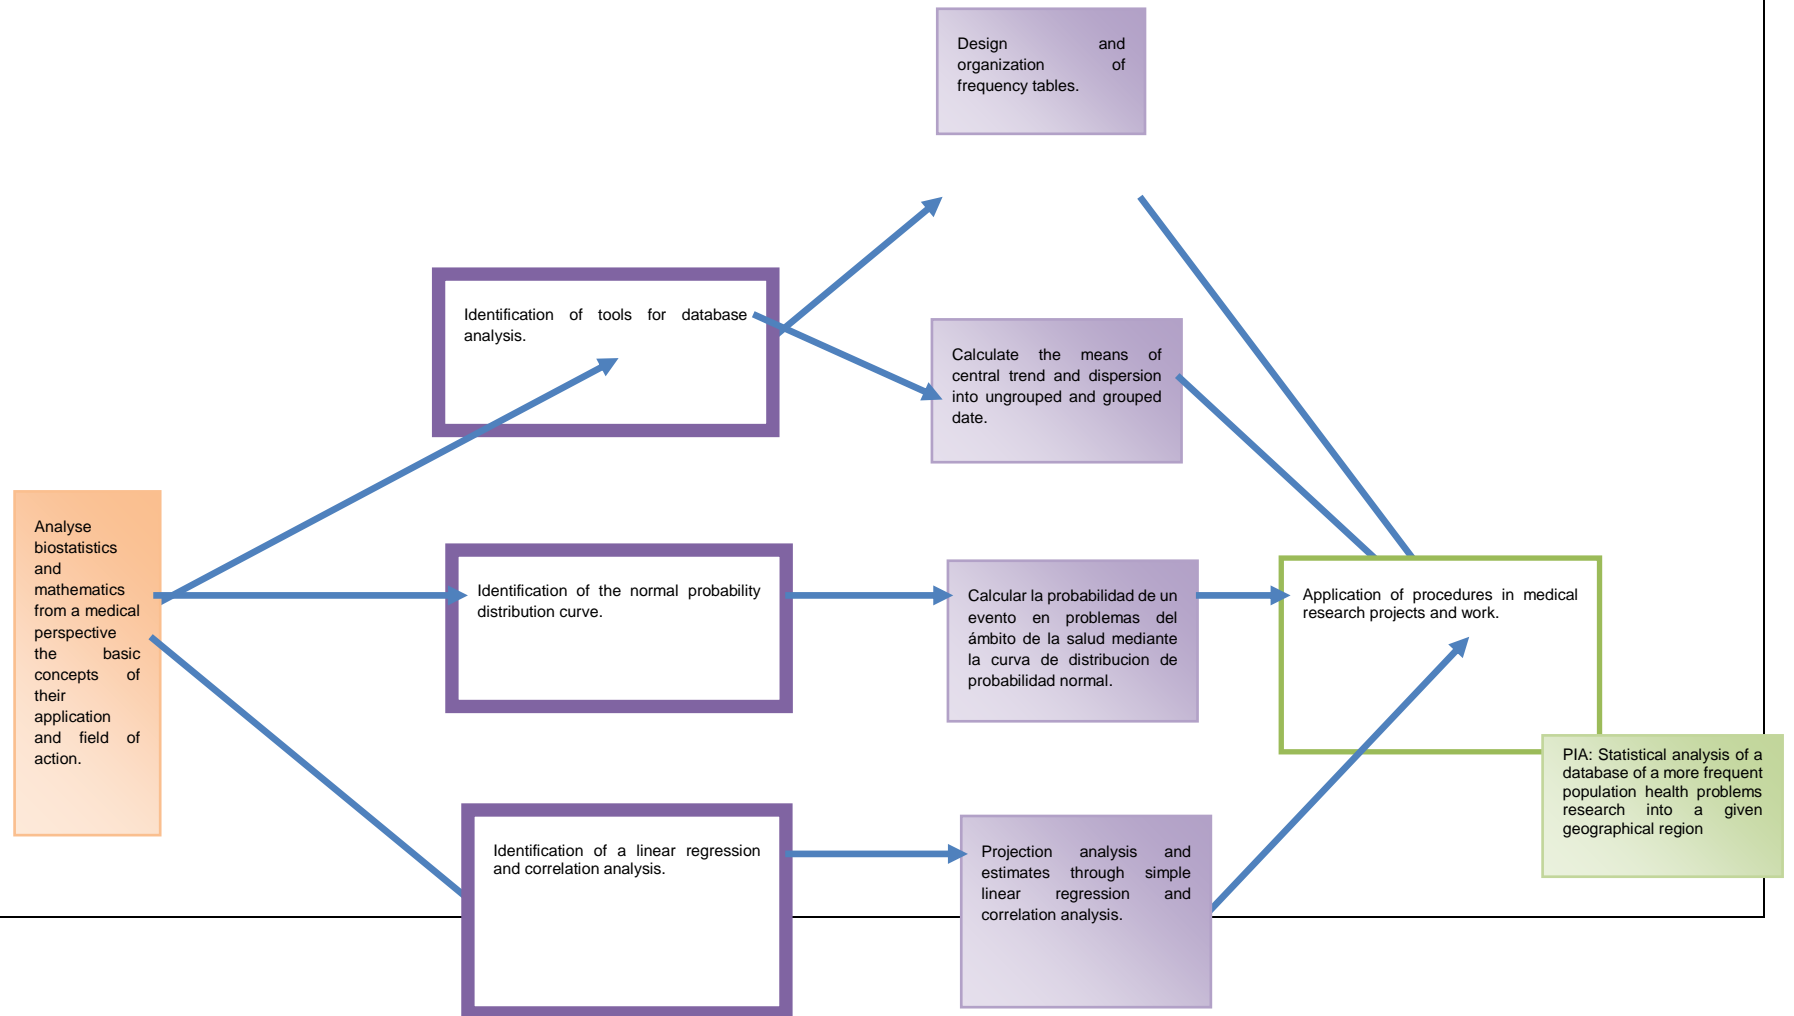 Design and
organization of
frequency tables.
Identification of tools for database
analysis.
Calculate the means of
central trend and dispersion
into ungrouped and grouped
date.
Analyse
biostatistics
and
mathematics
from a medical
perspective
the basic
concepts of
their
application
and field of
action.
Identification of the normal probability
distribution curve.
Calcular la probabilidad de un
evento en problemas del
ámbito de la salud mediante
la curva de distribucion de
probabilidad normal.
Application of procedures in medical
research projects and work.
PIA: Statistical analysis of a
database of a more frequent
population health problems
research into a given
geographical region
Identification of a linear regression
and correlation analysis.
Projection analysis and
estimates through simple
linear regression and
correlation analysis.